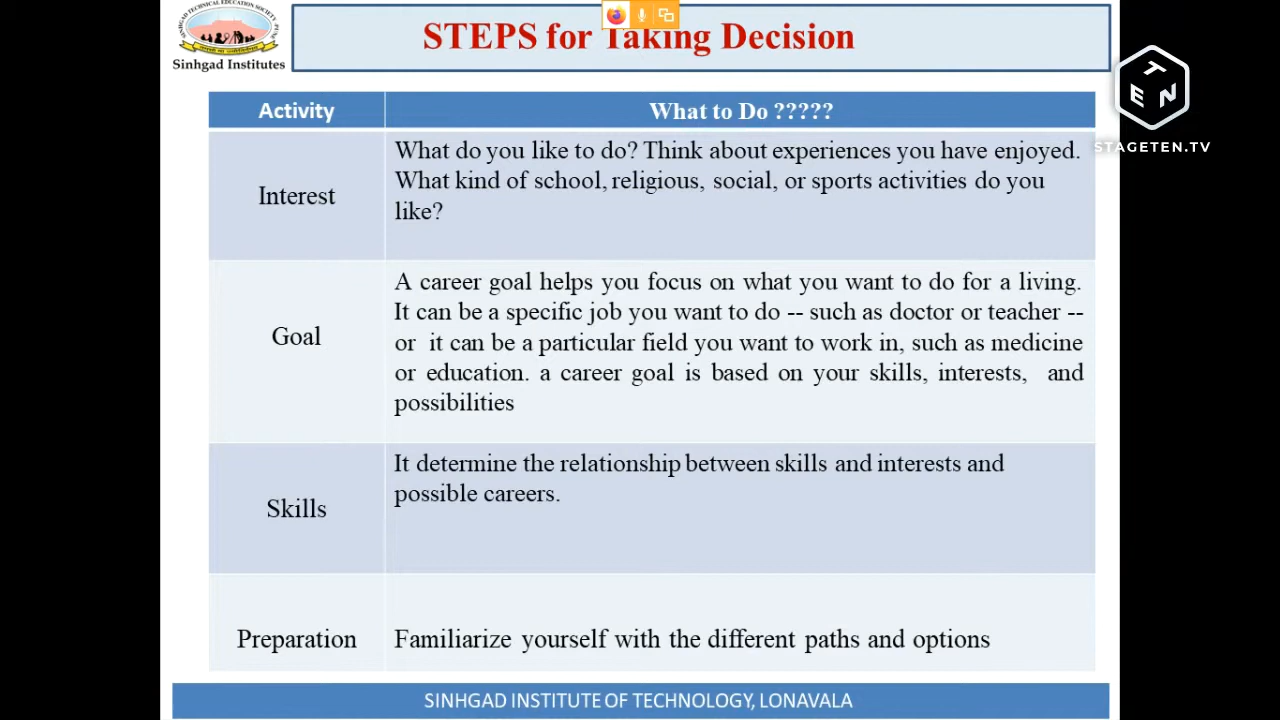 SINHGAD TECHNICAL EDUCATION SOCIETY
Sinhgad Institutes
STEPS for Taking Decision
TEN
STAGETEN.TV
Activity
What to Do ?????
Interest
What do you like to do? Think about experiences you have enjoyed.
What kind of school, religious, social, or sports activities do you
like?
Goal
A career goal helps you focus on what you want to do for a living.
It can be a specific job you want to do -- such as doctor or teacher --
or it can be a particular field you want to work in, such as medicine
or education. a career goal is based on your skills, interests, and
possibilities
Skills
It determine the relationship between skills and interests and
possible careers.
Preparation
Familiarize yourself with the different paths and options
SINHGAD INSTITUTE OF TECHNOLOGY, LONAVALA